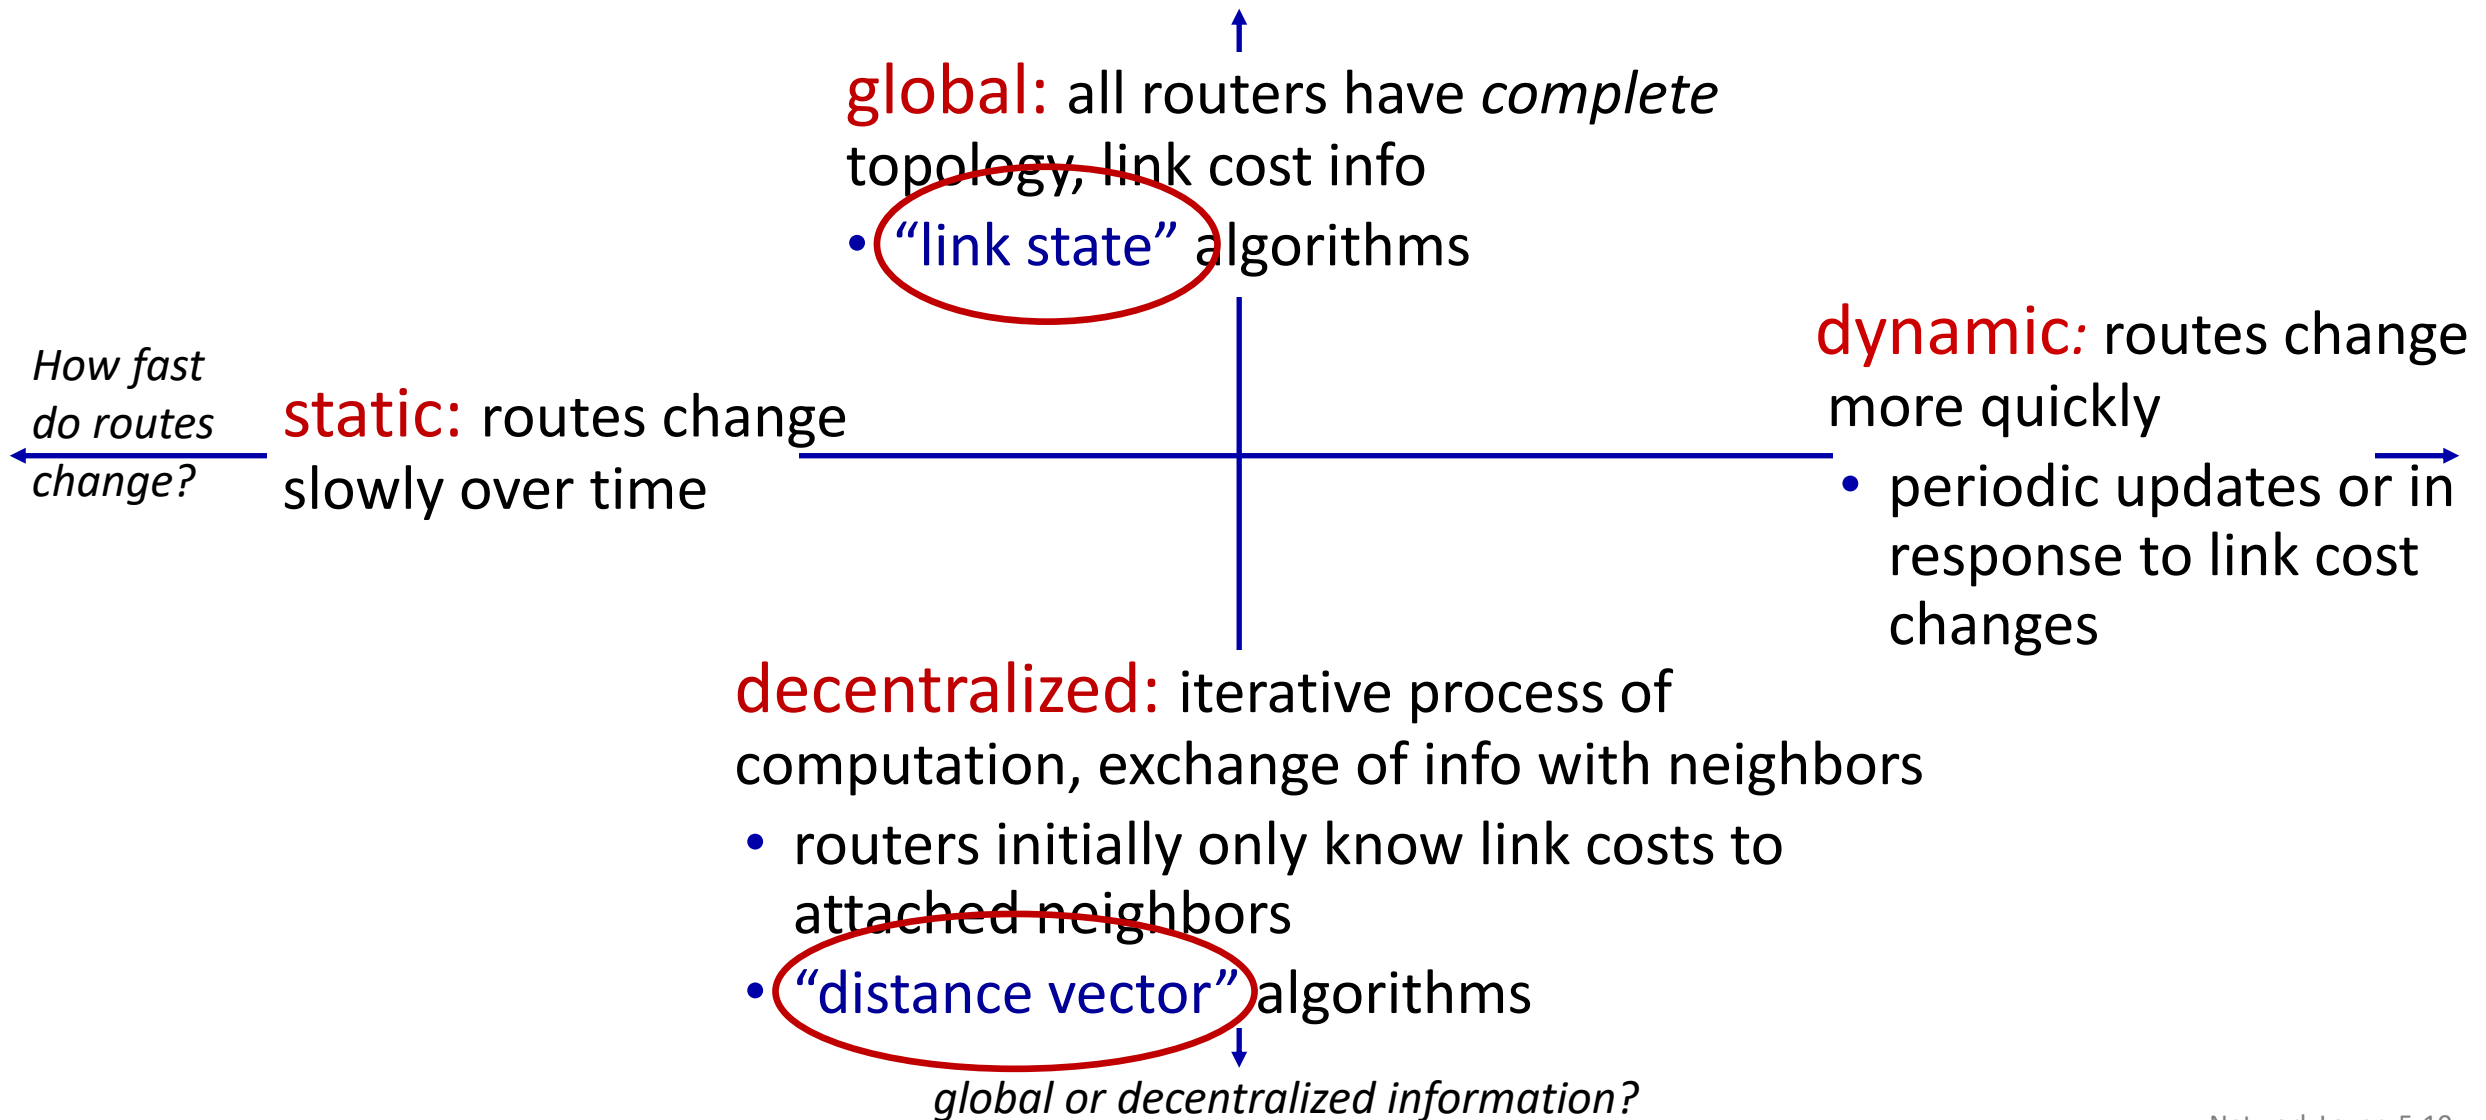 global: all routers have complete
topology, link cost info
• “link state” algorithms
How fast
do routes
change?
static: routes change
slowly over time
dynamic: routes change
more quickly
• periodic updates or in
response to link cost
changes
decentralized: iterative process of
computation, exchange of info with neighbors
• routers initially only know link costs to
attached neighbors
• “distance vector” algorithms
global or decentralized information?